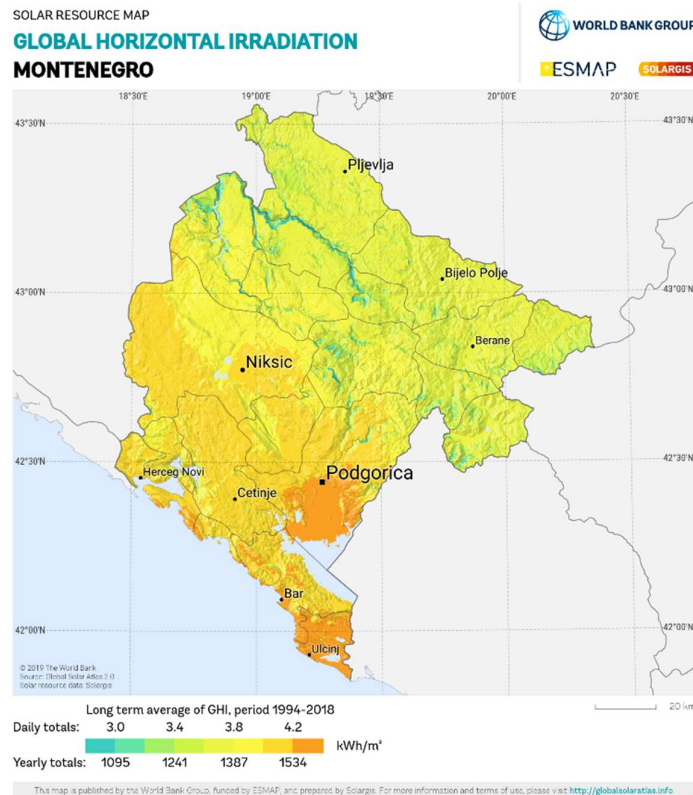 SOLAR RESOURCE MAP
GLOBAL HORIZONTAL IRRADIATION
MONTENEGRO
WORLD BANK GROUP
ESMAP
SOLARGIS
18°30'E 19°00'E 19°30'E 20°00'E 20°30'E
43°30'N 43°30'N
Pljevlja
Bijelo Polje
43°00'N 43°00'N
Berane
Niksic
42°30'N 42°30'N
Podgorica
Herceg Novi
Cetinje
Bar
42°00'N 42°00'N
Ulcinj
© 2019 The World Bank
Source: Global Solar Atlas 2.0
Solar resource data: Solargis
20 km
Long term average of GHI, period 1994-2018
Daily totals: 3.0 3.4 3.8 4.2
kWh/m²
Yearly totals: 1095 1241 1387 1534
This map is published by the World Bank Group, funded by ESMAP, and prepared by Solargis. For more information and terms of use, please visit http://globalsolaratlas.info.